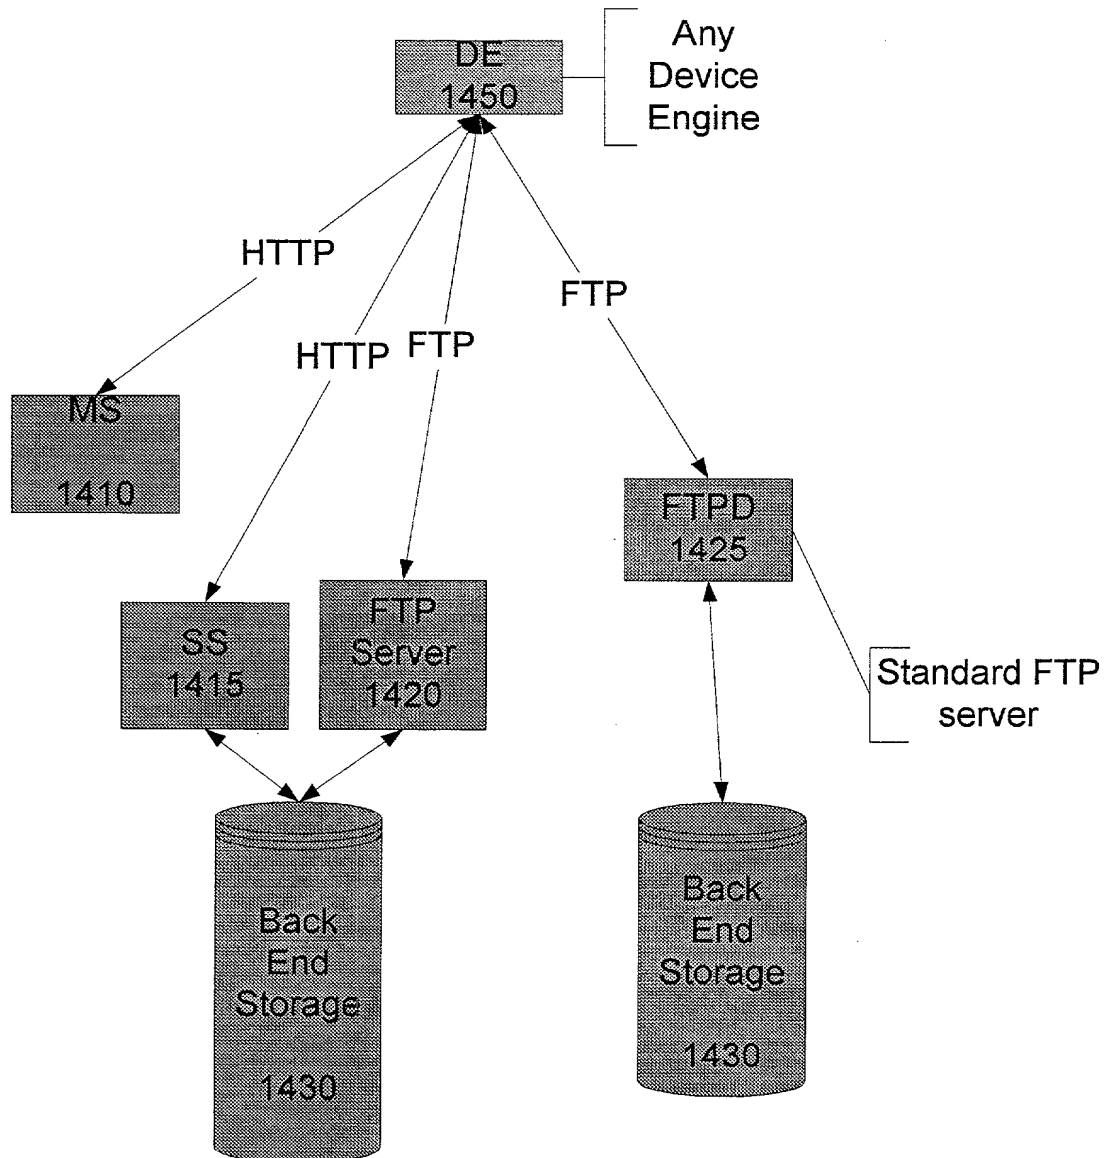 DE
1450
Any
Device
Engine
HTTP
FTP
HTTP
FTP
MS
1410
FTPD
1425
SS
1415
FTP
Server
1420
Standard FTP
server
Back
End
Storage
1430
Back
End
Storage
1430